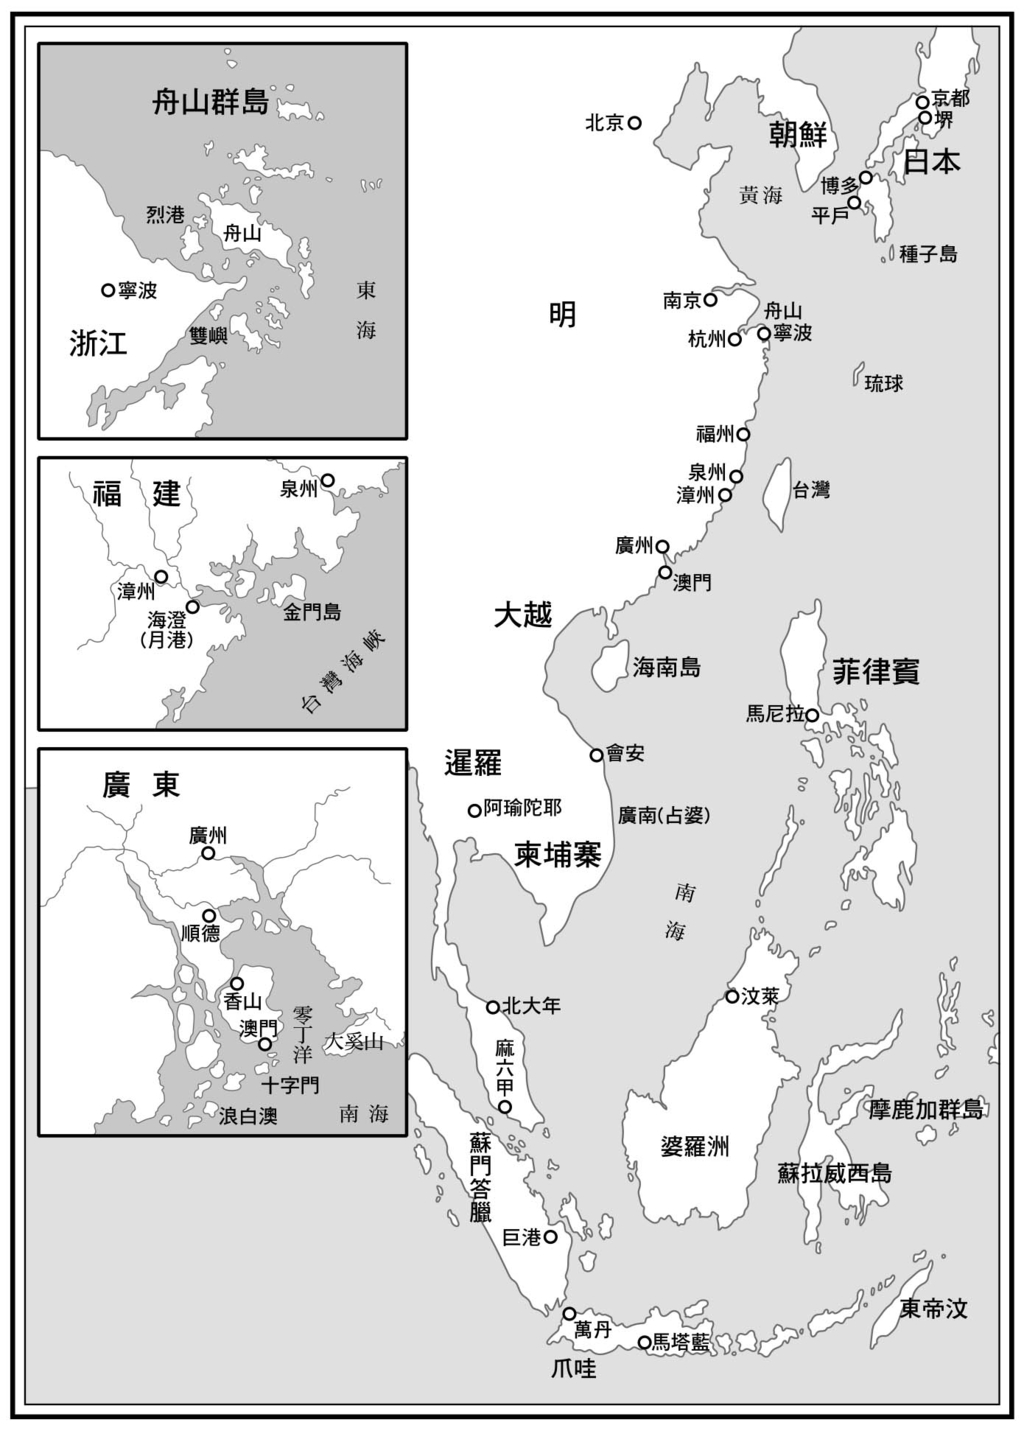 舟山群島
烈港
舟山
寧波
東海
雙嶼
浙江
福建
泉州
漳州
海澄
(月港)
金門島
台灣海峽
廣東
廣州
順德
香山
澳門
零丁洋
大奚山
十字門
浪白澳
南海
北京
朝鮮
京都
堺
日本
黃海
博多
平戶
種子島
明
南京
舟山
杭州
寧波
琉球
福州
泉州
漳州
台灣
廣州
澳門
大越
海南島
菲律賓
馬尼拉
會安
暹羅
阿瑜陀耶
廣南(占婆)
柬埔寨
南海
汶萊
北大年
麻六甲
婆羅洲
摩鹿加群島
蘇拉威西島
蘇門答臘
巨港
萬丹
馬塔藍
爪哇
東帝汶